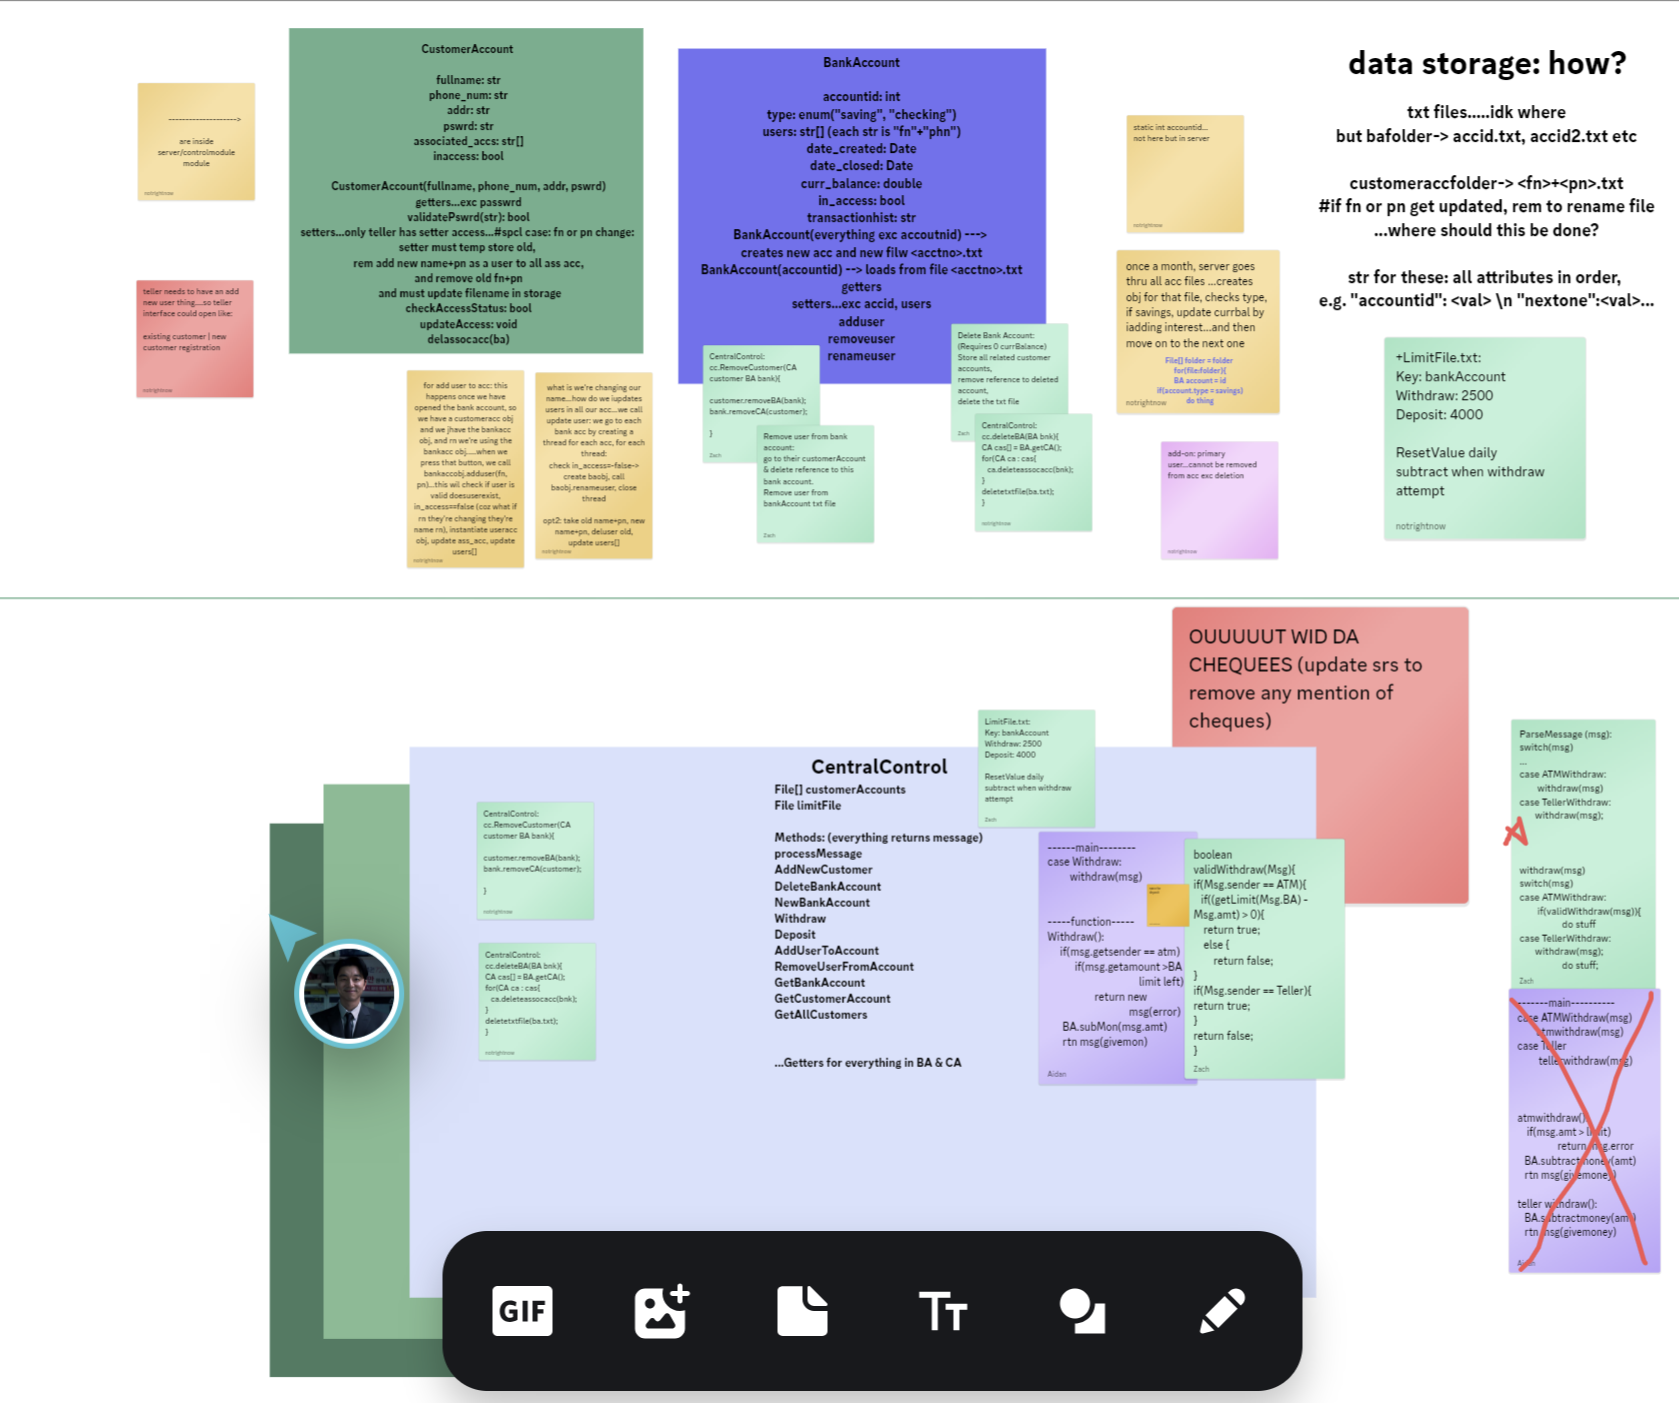 -------------------->
are inside
server/controlmodule
module
notrightnow
teller needs to have an add
new user thing....so teller
interface could open like:
existing customer | new
customer registration
notrightnow
CustomerAccount
fullname: str
phone_num: str
addr: str
pswrd: str
associated_accs: str[]
inaccess: bool
CustomerAccount(fullname, phone_num, addr, pswrd)
getters...exc passwrd
validatePswrd(str): bool
setters...only teller has setter access...#spcl case: fn or pn change:
setter must temp store old,
rem add new name+pn as a user to all ass acc,
and remove old fn+pn
and must update filename in storage
checkAccessStatus: bool
updateAccess: void
delassocacc(ba)
for add user to acc: this
happens once we have
opened the bank account, so
we have a customeracc obj
and we jhave the bankacc
obj, and rn we're using the
bankacc obj.....when we
press that button, we call
bankaccobj.adduser(fn,
pn)...this wil check if user is
valid doesuserexist,
in_access==false (coz what if
rn they're changing they're
name rn), instantiate useracc
obj, update ass_acc, update
users[]
notrightnow
what is we're changing our
name...how do we iupdates
users in all our acc...we call
update user: we go to each
bank acc by creating a
thread for each acc, for each
thread:
check in_access=-false->
create baobj, call
baobj.renameuser, close
thread
opt2: take old name+pn, new
name+pn, deluser old,
update users[]
notrightnow
BankAccount
accountid: int
type: enum("saving", "checking")
users: str[] (each str is "fn"+"phn")
date_created: Date
date_closed: Date
curr_balance: double
in_access: bool
transactionhist: str
BankAccount(everything exc accoutnid) --->
creates new acc and new filw <acctno>.txt
BankAccount(accountid) --> loads from file <acctno>.txt
getters
setters...exc accid, users
adduser
removeuser
renameuser
CentralControl:
cc.RemoveCustomer(CA
customer BA bank){
customer.removeBA(bank);
bank.removeCA(customer);
}
Zach
Remove user from bank
account:
go to their customerAccount
& delete reference to this
bank account.
Remove user from
bankAccount txt file
Zach
Delete Bank Account:
(Requires 0 currBalance)
Store all related customer
accounts,
remove reference to deleted
account,
delete the txt file
Zach
CentralControl:
cc.deleteBA(BA bnk){
CA cas[] = BA.getCA();
for(CA ca : cas{
ca.deleteassocacc(bnk);
}
deletetxtfile(ba.txt);
}
notrightnow
static int accountid...
not here but in server
notrightnow
once a month, server goes
thru all acc files ...creates
obj for that file, checks type,
if savings, update currbal by
iadding interest...and then
move on to the next one
File[] folder = folder
for(file:folder){
BA account = id
if(account.type = savings)
do thing
notrightnow
add-on: primary
user...cannot be removed
from acc exc deletion
notrightnow
data storage: how?
txt files.....idk where
but bafolder-> accid.txt, accid2.txt etc
customeraccfolder-> <fn>+<pn>.txt
#if fn or pn get updated, rem to rename file
...where should this be done?
str for these: all attributes in order,
e.g. "accountid": <val> \n "nextone":<val>...
+LimitFile.txt:
Key: bankAccount
Withdraw: 2500
Deposit: 4000
ResetValue daily
subtract when withdraw
attempt
notrightnow
OUUUUUT WID DA
CHEQUEES (update srs to
remove any mention of
cheques)
CentralControl:
cc.RemoveCustomer(CA
customer BA bank){
customer.removeBA(bank);
bank.removeCA(customer);
}
notrightnow
CentralControl:
cc.deleteBA(BA bnk){
CA cas[] = BA.getCA();
for(CA ca : cas{
ca.deleteassocacc(bnk);
}
deletetxtfile(ba.txt);
}
notrightnow
CentralControl
File[] customerAccounts
File limitFile
Methods: (everything returns message)
processMessage
AddNewCustomer
DeleteBankAccount
NewBankAccount
Withdraw
Deposit
AddUserToAccount
RemoveUserFromAccount
GetBankAccount
GetCustomerAccount
GetAllCustomers
...Getters for everything in BA & CA
LimitFile.txt:
Key: bankAccount
Withdraw: 2500
Deposit: 4000
ResetValue daily
subtract when withdraw
attempt
Zach
------main--------
case Withdraw:
withdraw(msg)
-----function-----
Withdraw():
if(msg.getsender == atm)
if(msg.getamount >BA
limit left)
return new
msg(error)
BA.subMon(msg.amt)
rtn msg(givemon)
Aidan
boolean
validWithdraw(Msg){
if(Msg.sender == ATM){
if((getLimit(Msg.BA) -
Msg.amt) > 0){
return true;
else {
return false;
}
if(Msg.sender == Teller){
return true;
}
return false;
}
Zach
ParseMessage (msg):
switch(msg)
...
case ATMWithdraw:
withdraw(msg)
case TellerWithdraw:
withdraw(msg);
withdraw(msg)
switch(msg)
case ATMWithdraw:
if(validWithdraw(msg)){
do stuff
case TellerWithdraw:
withdraw(msg);
do stuff;
Zach
-------main----------
case ATMWithdraw(msg)
atmwithdraw(msg)
case Teller
tellerwithdraw(msg)
atmwithdraw()
if(msg.amt > limit)
return msg.error
BA.subtractmoney(amt)
rtn msg(givemoney)
teller withdraw():
BA.subtractmoney(amt)
rtn msg(givemoney)
Aidan
GIF
TT